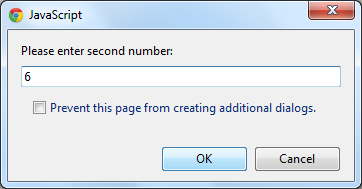 JavaScript
Please enter second number:
6
Prevent this page from creating additional dialogs.
OK
Cancel